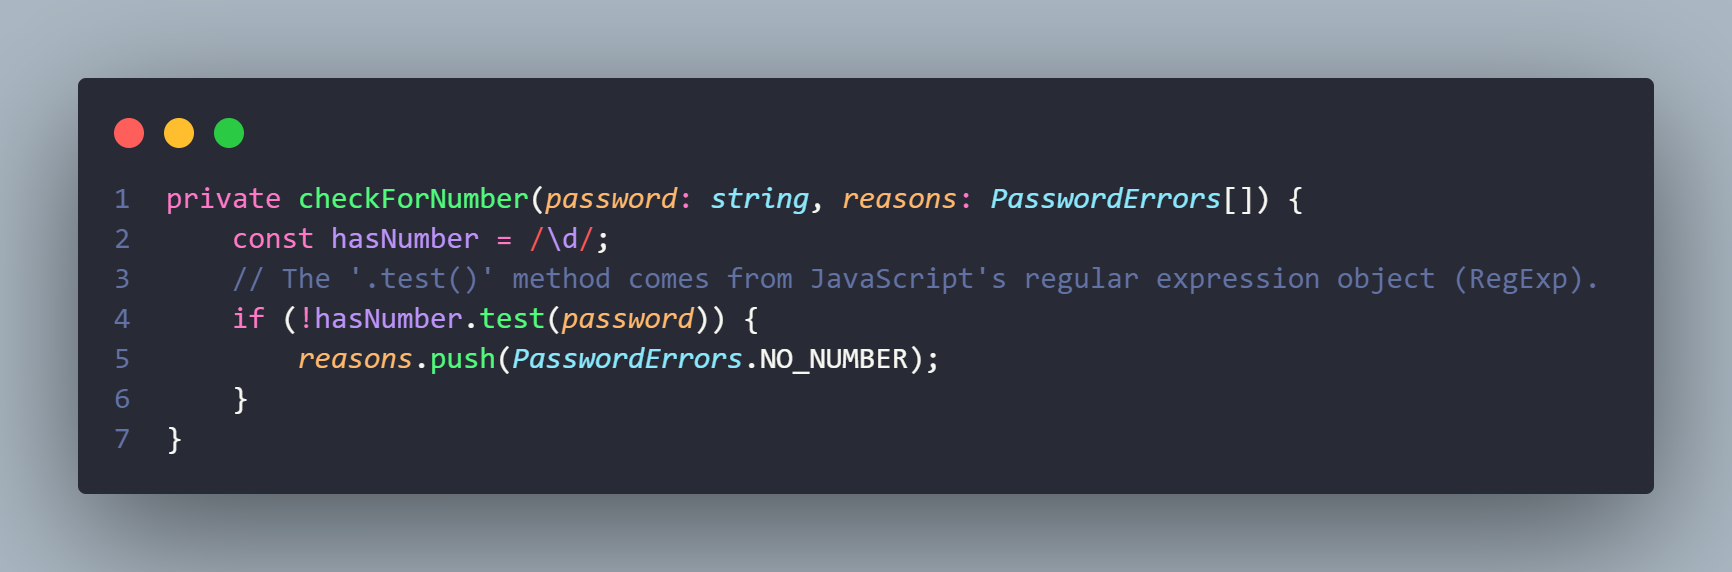 1 private checkForNumber(password: string, reasons: PasswordErrors[]) {
2     const hasNumber = /\d/;
3     // The '.test()' method comes from JavaScript's regular expression object (RegExp).
4     if (!hasNumber.test(password)) {
5         reasons.push(PasswordErrors.NO_NUMBER);
6     }
7 }